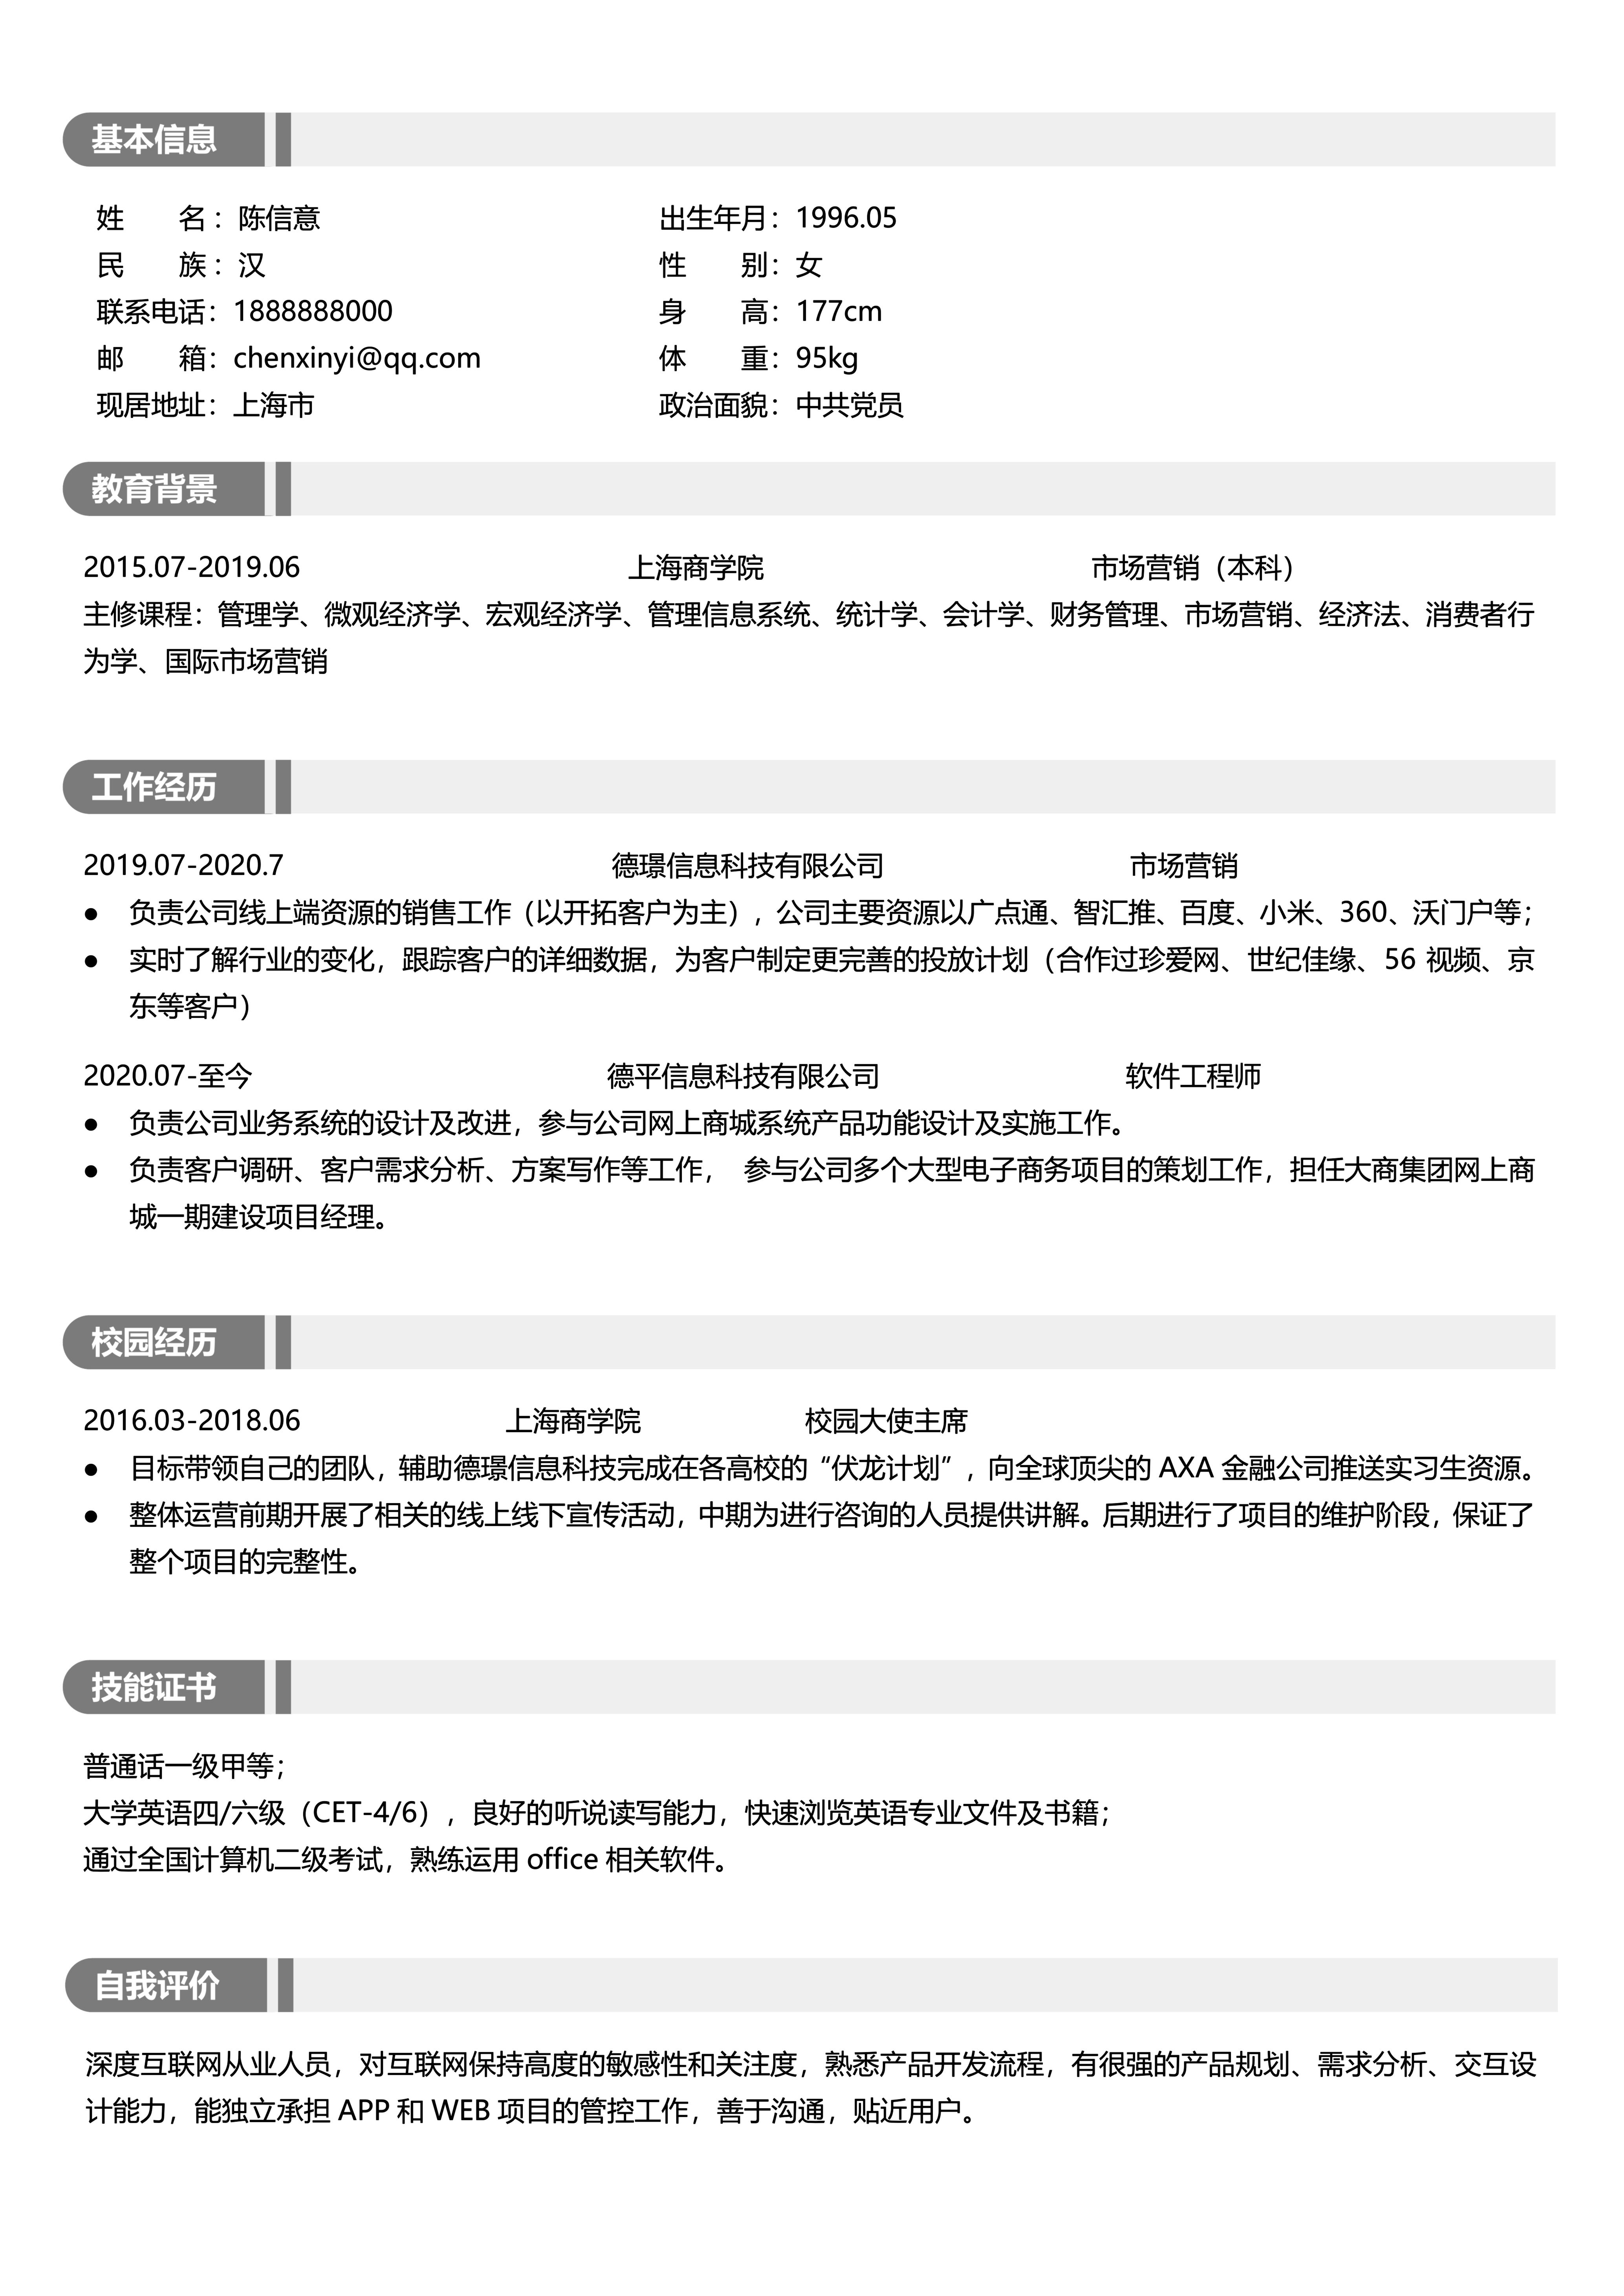 基本信息
姓 名：陈信意 出生年月：1996.05
民 族：汉 性 别：女
联系电话：1888888000 身 高：177cm
邮 箱：chenxinyi@qq.com 体 重：95kg
现居地址：上海市 政治面貌：中共党员
教育背景
2015.07-2019.06 上海商学院 市场营销（本科）
主修课程：管理学、微观经济学、宏观经济学、管理信息系统、统计学、会计学、财务管理、市场营销、经济法、消费者行
为学、国际市场营销
工作经历
2019.07-2020.7 德璟信息科技有限公司 市场营销
● 负责公司线上端资源的销售工作（以开拓客户为主），公司主要资源以广点通、智汇推、百度、小米、360、沃门户等；
● 实时了解行业的变化，跟踪客户的详细数据，为客户制定更完善的投放计划（合作过珍爱网、世纪佳缘、56 视频、京
东等客户）
2020.07-至今 德平信息科技有限公司 软件工程师
● 负责公司业务系统的设计及改进，参与公司网上商城系统产品功能设计及实施工作。
● 负责客户调研、客户需求分析、方案写作等工作， 参与公司多个大型电子商务项目的策划工作，担任大商集团网上商
城一期建设项目经理。
校园经历
2016.03-2018.06 上海商学院 校园大使主席
● 目标带领自己的团队，辅助德璟信息科技完成在各高校的“伏龙计划”，向全球顶尖的 AXA 金融公司推送实习生资源。
● 整体运营前期开展了相关的线上线下宣传活动，中期为进行咨询的人员提供讲解。后期进行了项目的维护阶段，保证了
整个项目的完整性。
技能证书
普通话一级甲等；
大学英语四/六级（CET-4/6），良好的听说读写能力，快速浏览英语专业文件及书籍；
通过全国计算机二级考试，熟练运用 office 相关软件。
自我评价
深度互联网从业人员，对互联网保持高度的敏感性和关注度，熟悉产品开发流程，有很强的产品规划、需求分析、交互设
计能力，能独立承担 APP 和 WEB 项目的管控工作，善于沟通，贴近用户。